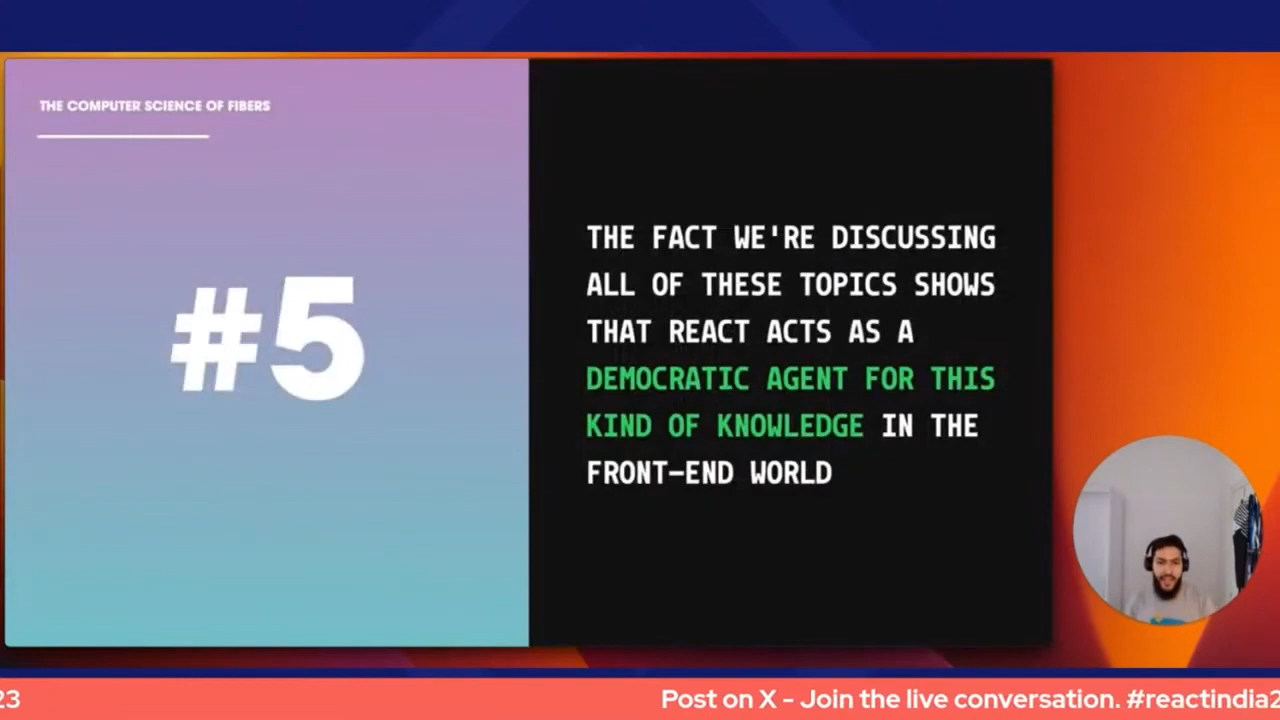 THE COMPUTER SCIENCE OF FIBERS
#5
THE FACT WE'RE DISCUSSING
ALL OF THESE TOPICS SHOWS
THAT REACT ACTS AS A
DEMOCRATIC AGENT FOR THIS
KIND OF KNOWLEDGE IN THE
FRONT-END WORLD
23
Post on X - Join the live conversation. #reactindia2